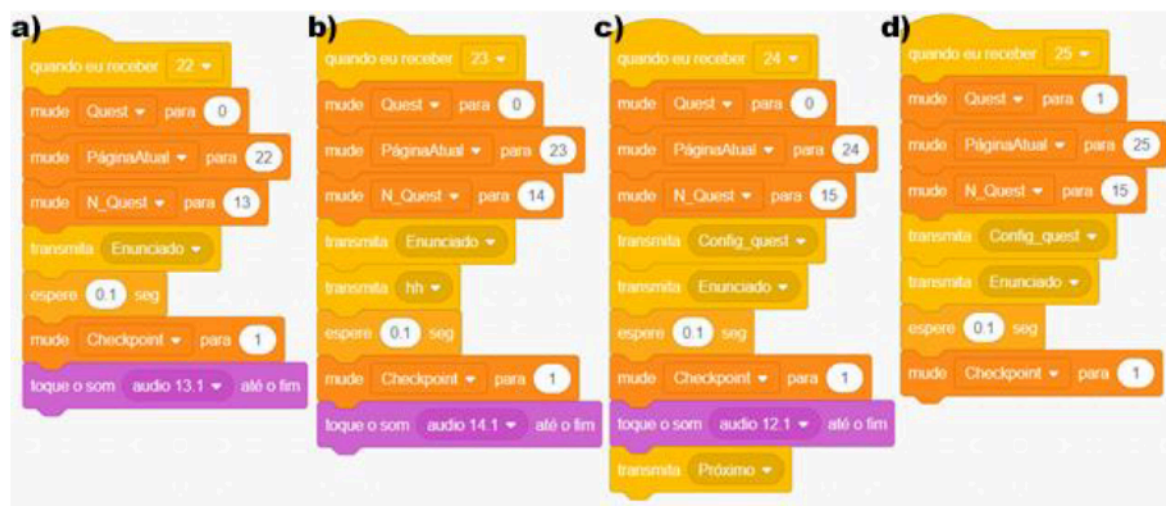 a)
quando eu receber 22
mude Quest para 0
mude PáginaAtual para 22
mude N_Quest para 13
transmita Enunciado
espere 0.1 seg
mude Checkpoint para 1
toque o som audio 13.1 até o fim
b)
quando eu receber 23
mude Quest para 0
mude PáginaAtual para 23
mude N_Quest para 14
transmita Enunciado
transmita hh
espere 0.1 seg
mude Checkpoint para 1
toque o som audio 14.1 até o fim
c)
quando eu receber 24
mude Quest para 0
mude PáginaAtual para 24
mude N_Quest para 15
transmita Config_quest
transmita Enunciado
espere 0.1 seg
mude Checkpoint para 1
toque o som audio 12.1 até o fim
transmita Próximo
d)
quando eu receber 25
mude Quest para 1
mude PáginaAtual para 25
mude N_Quest para 15
transmita Config_quest
transmita Enunciado
espere 0.1 seg
mude Checkpoint para 1